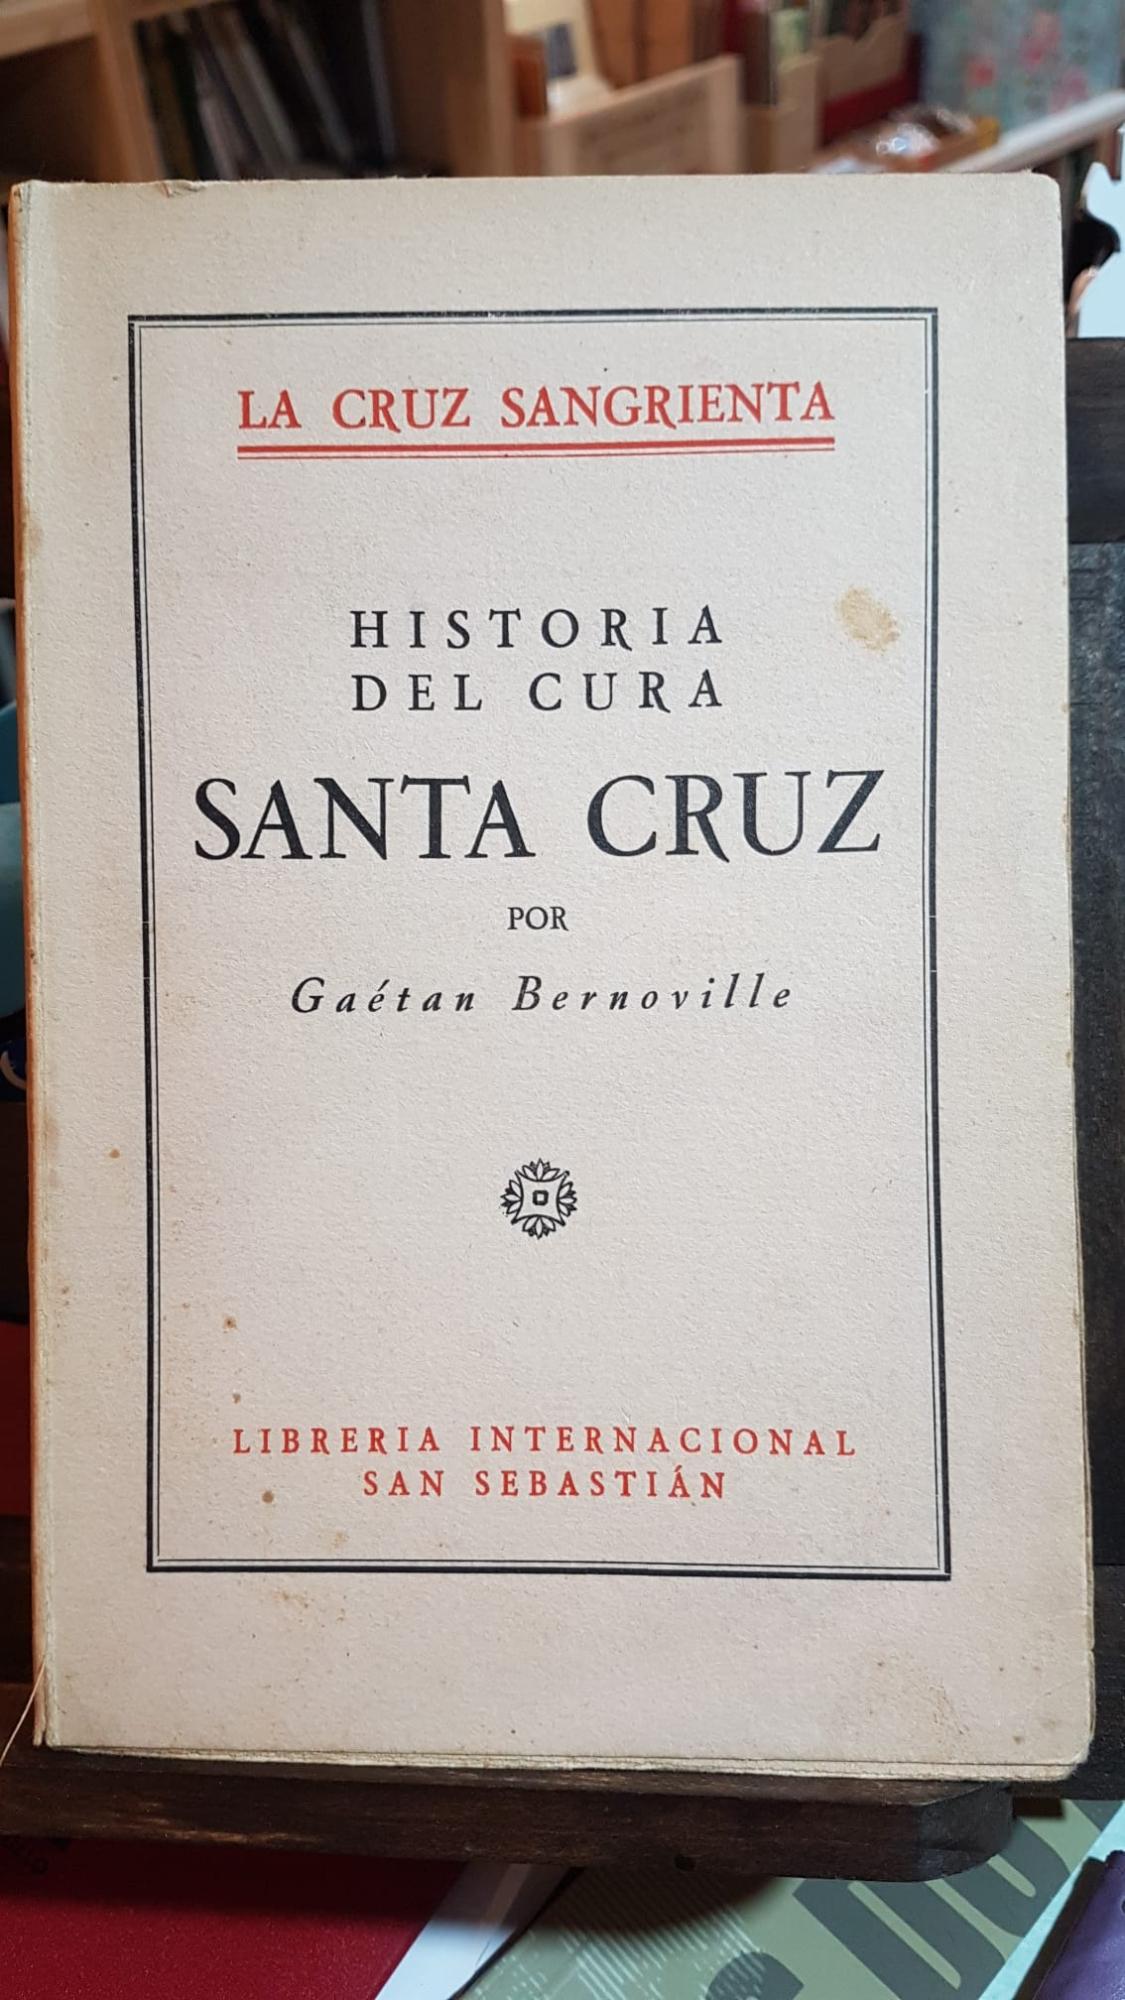 LA CRUZ SANGRIENTA
HISTORIA
DEL CURA
SANTA CRUZ
POR
Gaétan Bernoville
LIBRERIA INTERNACIONAL
SAN SEBASTIÁN